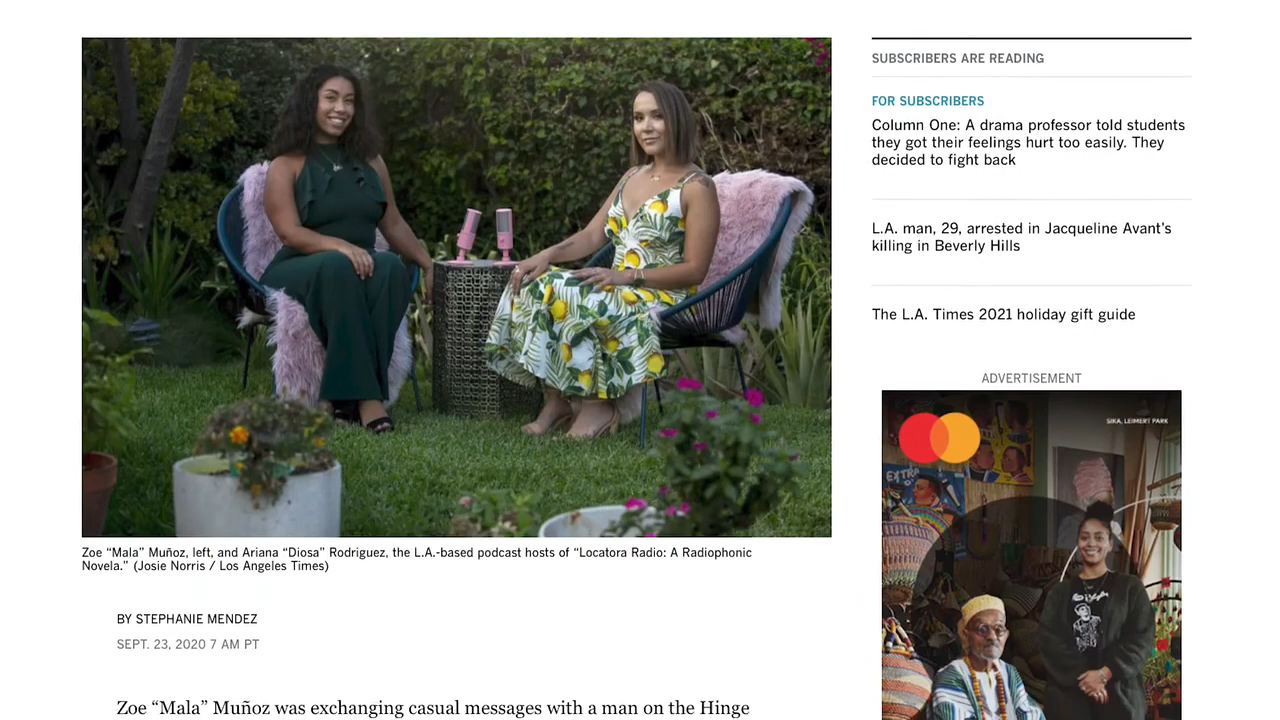 Zoe “Mala” Muñoz, left, and Ariana “Diosa” Rodriguez, the L.A.-based podcast hosts of “Locatora Radio: A Radiophonic
Novela.” (Josie Norris / Los Angeles Times)
BY STEPHANIE MENDEZ
SEPT. 23, 2020 7 AM PT
Zoe “Mala” Muñoz was exchanging casual messages with a man on the Hinge
SUBSCRIBERS ARE READING
FOR SUBSCRIBERS
Column One: A drama professor told students
they got their feelings hurt too easily. They
decided to fight back
L.A. man, 29, arrested in Jacqueline Avant’s
killing in Beverly Hills
The L.A. Times 2021 holiday gift guide
ADVERTISEMENT
SIKA, LEIMERT PARK
EXTRA